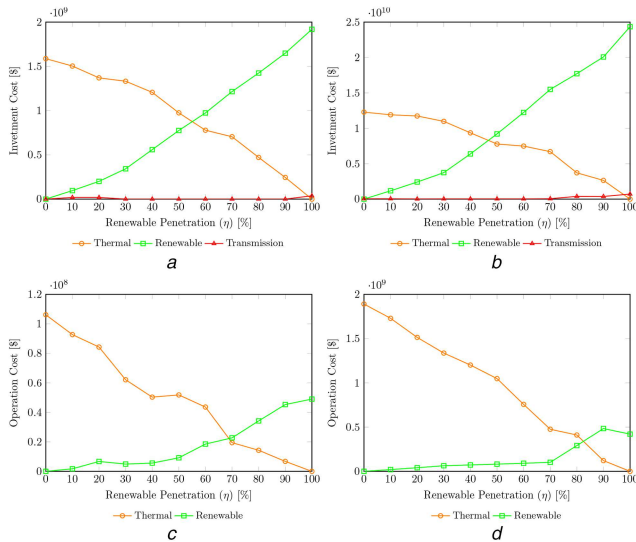 ·10^9
2
1.5
1
0.5
0
Invetment Cost [$]
0 10 20 30 40 50 60 70 80 90 100
Renewable Penetration (η) [%]
Thermal Renewable Transmission
a
·10^10
2.5
2
1.5
1
0.5
0
Invetment Cost [$]
0 10 20 30 40 50 60 70 80 90 100
Renewable Penetration (η) [%]
Thermal Renewable Transmission
b
·10^8
1.2
1
0.8
0.6
0.4
0.2
0
Operation Cost [$]
0 10 20 30 40 50 60 70 80 90 100
Renewable Penetration (η) [%]
Thermal Renewable
c
·10^9
2
1.5
1
0.5
0
Operation Cost [$]
0 10 20 30 40 50 60 70 80 90 100
Renewable Penetration (η) [%]
Thermal Renewable
d